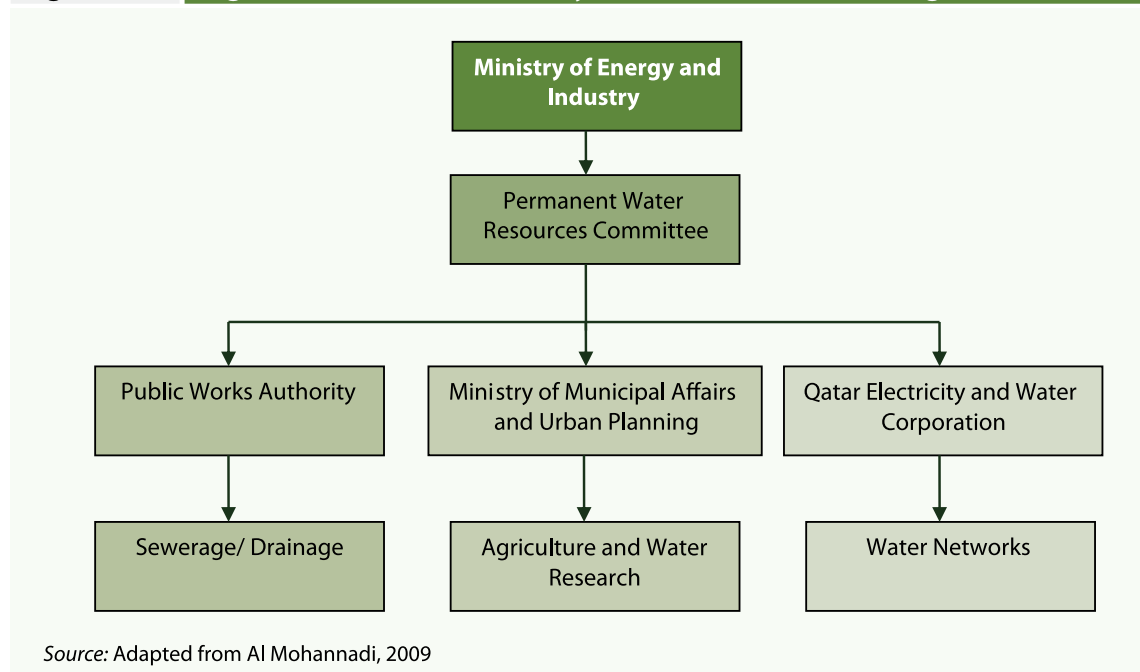 Ministry of Energy and
Industry
Permanent Water
Resources Committee
Public Works Authority
Ministry of Municipal Affairs
and Urban Planning
Qatar Electricity and Water
Corporation
Sewerage/ Drainage
Agriculture and Water
Research
Water Networks
Source: Adapted from Al Mohannadi, 2009